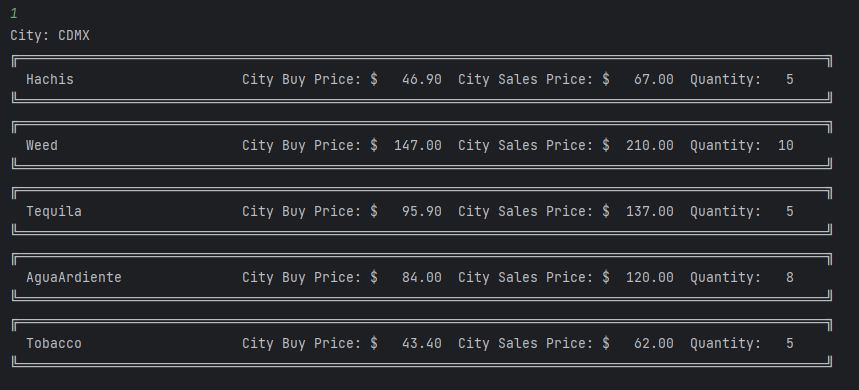 1
City: CDMX
Hachis City Buy Price: $ 46.90 City Sales Price: $ 67.00 Quantity: 5
Weed City Buy Price: $ 147.00 City Sales Price: $ 210.00 Quantity: 10
Tequila City Buy Price: $ 95.90 City Sales Price: $ 137.00 Quantity: 5
AguaArdiente City Buy Price: $ 84.00 City Sales Price: $ 120.00 Quantity: 8
Tobacco City Buy Price: $ 43.40 City Sales Price: $ 62.00 Quantity: 5